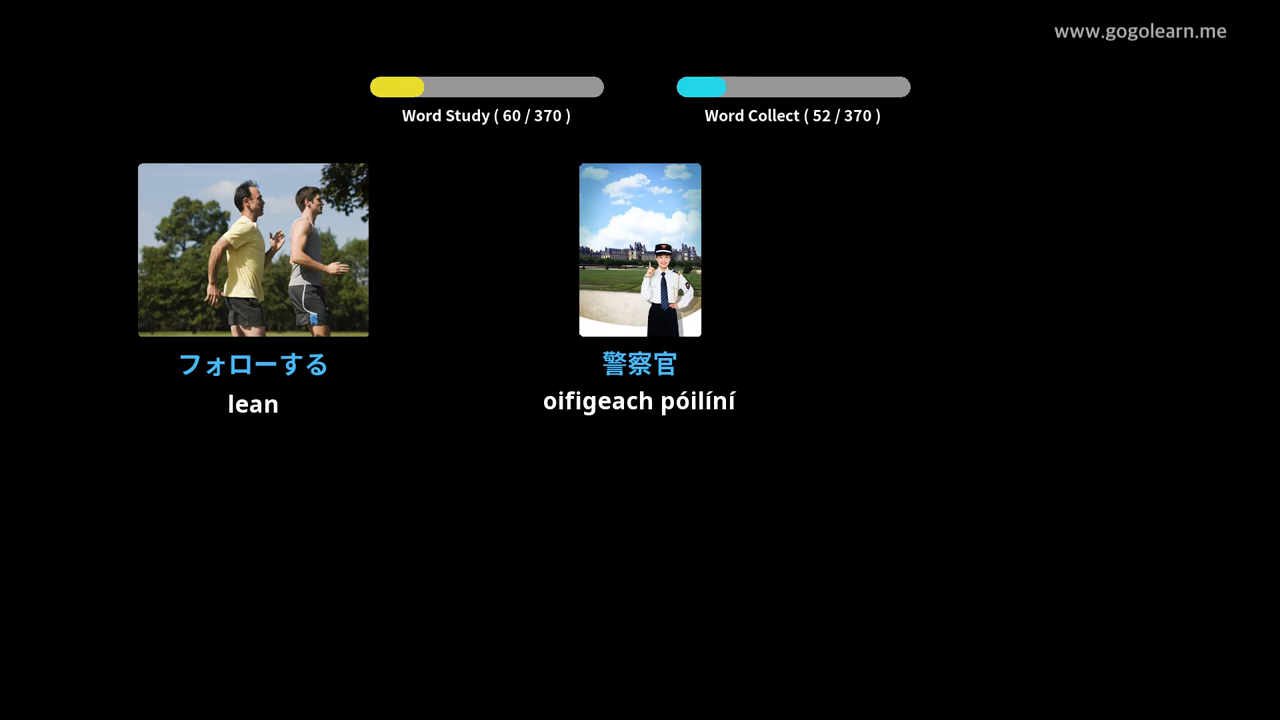 www.gogolearn.me
Word Study ( 60 / 370 )
Word Collect ( 52 / 370 )
フォローする
警察官
lean
oifigeach póilíní